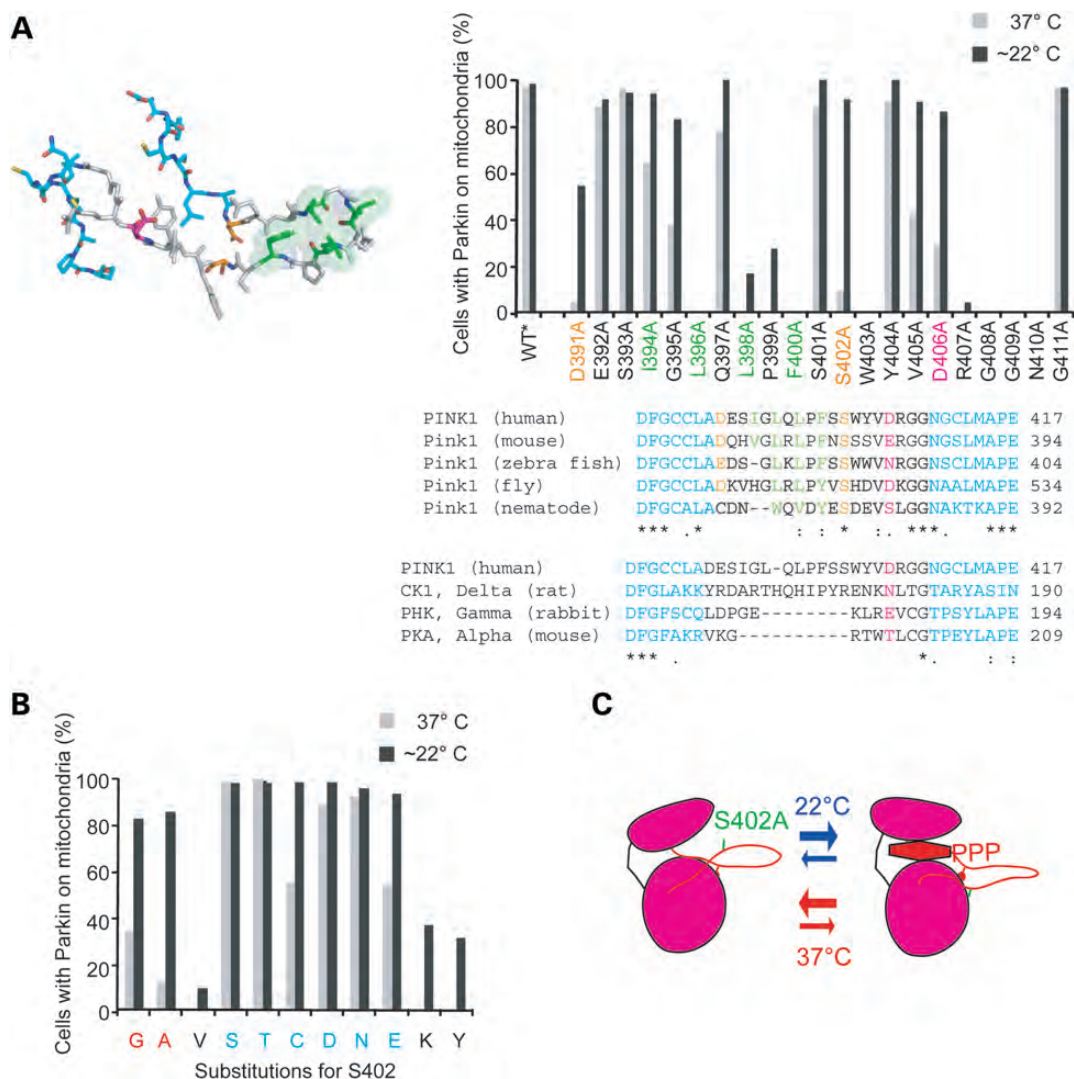 A
37° C
~22° C
Cells with Parkin on mitochondria (%)
100
80
60
40
20
0
WT* D391A E392A S393A I394A G395A L396A Q397A L398A P399A F400A S401A S402A W403A Y404A V405A D406A R407A G408A G409A N410A G411A
PINK1 (human) DFGCCLADESIGLQLPFSSWYVDRGGNGCLMAPE 417
Pink1 (mouse) DFGCCLADQHVGLRLPFNSSSVERGGNGSLMAPE 394
Pink1 (zebra fish) DFGCCLAEDS-GLKLPFSSWWVNRGGNSCLMAPE 404
Pink1 (fly) DFGCCLADKVHGLRLPYVSHDVDKGGNAALMAPE 534
Pink1 (nematode) DFGCALACDN--WQVDYESDEVSLGGNAKTKAPE 392
*** .* : : * :. ***. ***
PINK1 (human) DFGCCLADESIGL-QLPFSSWYVDRGGNGCLMAPE 417
CK1, Delta (rat) DFGLAKKYRDARTHQHIPYRENKNLTGTARYASIN 190
PHK, Gamma (rabbit) DFGFSCQLDPGE---------KLREVCGTPSYLAPE 194
PKA, Alpha (mouse) DFGFAKRVKG----------RTWTLCGTPEYLAPE 209
*** . *. : :
B
37° C
~22° C
Cells with Parkin on mitochondria (%)
100
80
60
40
20
0
G A V S T C D N E K Y
Substitutions for S402
C
S402A
22°C
PPP
37°C